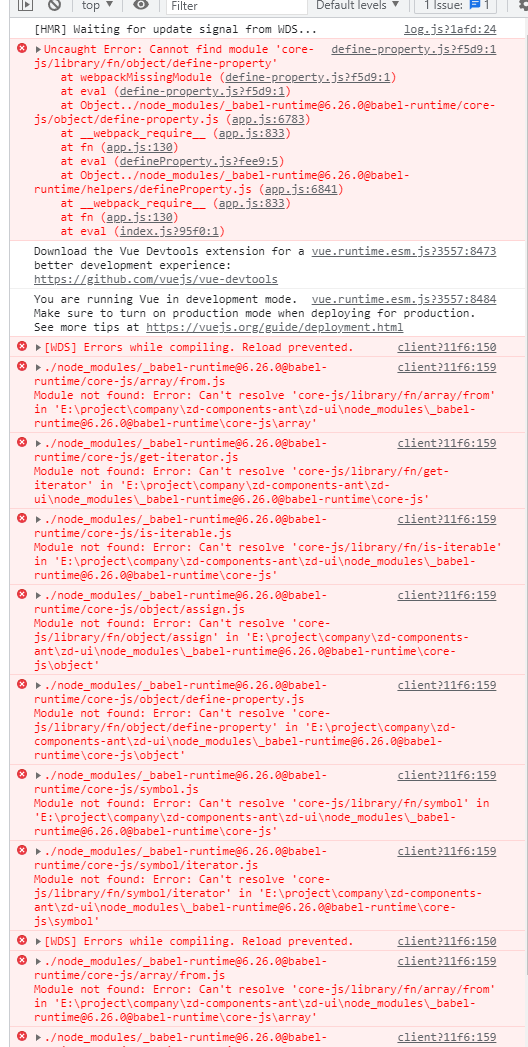 top ▼
Filter
Default levels ▼
1 Issue: 1
[HMR] Waiting for update signal from WDS... log.js?1afd:24
Uncaught Error: Cannot find module 'core- define-property.js?f5d9:1
js/library/fn/object/define-property'
at webpackMissingModule (define-property.js?f5d9:1)
at eval (define-property.js?f5d9:1)
at Object../node_modules/_babel-runtime@6.26.0@babel-runtime/core-
js/object/define-property.js (app.js:6783)
at __webpack_require__ (app.js:833)
at fn (app.js:130)
at eval (defineProperty.js?fee9:5)
at Object../node_modules/_babel-runtime@6.26.0@babel-
runtime/helpers/defineProperty.js (app.js:6841)
at __webpack_require__ (app.js:833)
at fn (app.js:130)
at eval (index.js?95f0:1)
Download the Vue Devtools extension for a vue.runtime.esm.js?3557:8473
better development experience:
https://github.com/vuejs/vue-devtools
You are running Vue in development mode. vue.runtime.esm.js?3557:8484
Make sure to turn on production mode when deploying for production.
See more tips at https://vuejs.org/guide/deployment.html
[WDS] Errors while compiling. Reload prevented. client?11f6:150
./node_modules/_babel-runtime@6.26.0@babel- client?11f6:159
runtime/core-js/array/from.js
Module not found: Error: Can't resolve 'core-js/library/fn/array/from'
in 'E:\project\company\zd-components-ant\zd-ui\node_modules\_babel-
runtime@6.26.0@babel-runtime\core-js\array'
./node_modules/_babel-runtime@6.26.0@babel- client?11f6:159
runtime/core-js/get-iterator.js
Module not found: Error: Can't resolve 'core-js/library/fn/get-
iterator' in 'E:\project\company\zd-components-ant\zd-
ui\node_modules\_babel-runtime@6.26.0@babel-runtime\core-js'
./node_modules/_babel-runtime@6.26.0@babel- client?11f6:159
runtime/core-js/is-iterable.js
Module not found: Error: Can't resolve 'core-js/library/fn/is-iterable'
in 'E:\project\company\zd-components-ant\zd-ui\node_modules\_babel-
runtime@6.26.0@babel-runtime\core-js'
./node_modules/_babel-runtime@6.26.0@babel- client?11f6:159
runtime/core-js/object/assign.js
Module not found: Error: Can't resolve 'core-
js/library/fn/object/assign' in 'E:\project\company\zd-components-
ant\zd-ui\node_modules\_babel-runtime@6.26.0@babel-runtime\core-
js\object'
./node_modules/_babel-runtime@6.26.0@babel- client?11f6:159
runtime/core-js/object/define-property.js
Module not found: Error: Can't resolve 'core-
js/library/fn/object/define-property' in 'E:\project\company\zd-
components-ant\zd-ui\node_modules\_babel-runtime@6.26.0@babel-
runtime\core-js\object'
./node_modules/_babel-runtime@6.26.0@babel- client?11f6:159
runtime/core-js/symbol.js
Module not found: Error: Can't resolve 'core-js/library/fn/symbol' in
'E:\project\company\zd-components-ant\zd-ui\node_modules\_babel-
runtime@6.26.0@babel-runtime\core-js'
./node_modules/_babel-runtime@6.26.0@babel- client?11f6:159
runtime/core-js/symbol/iterator.js
Module not found: Error: Can't resolve 'core-
js/library/fn/symbol/iterator' in 'E:\project\company\zd-components-
ant\zd-ui\node_modules\_babel-runtime@6.26.0@babel-runtime\core-
js\symbol'
[WDS] Errors while compiling. Reload prevented. client?11f6:150
./node_modules/_babel-runtime@6.26.0@babel- client?11f6:159
runtime/core-js/array/from.js
Module not found: Error: Can't resolve 'core-js/library/fn/array/from'
in 'E:\project\company\zd-components-ant\zd-ui\node_modules\_babel-
runtime@6.26.0@babel-runtime\core-js\array'
./node_modules/_babel-runtime@6.26.0@babel- client?11f6:159